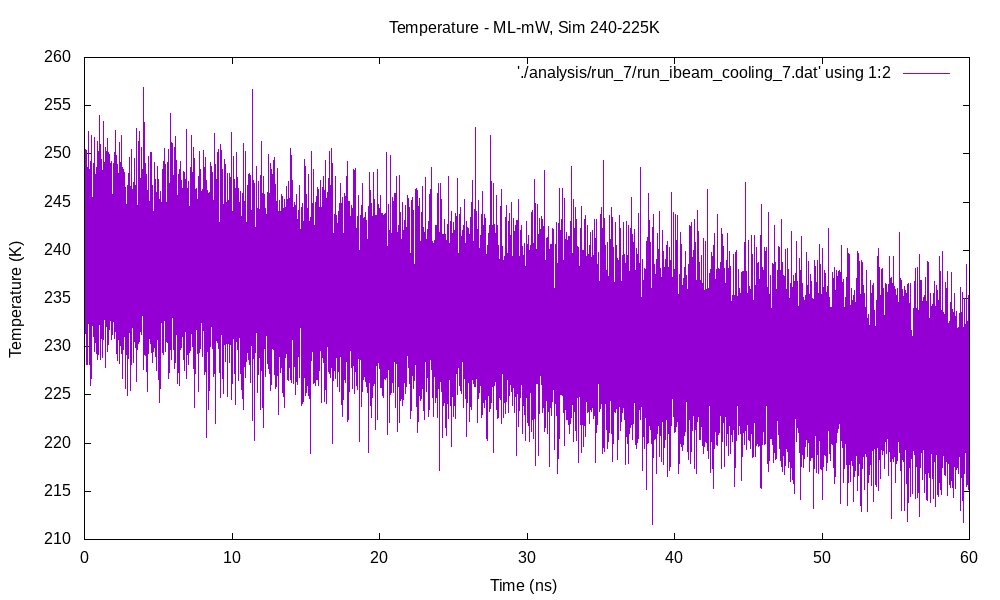 Temperature - ML-mW, Sim 240-225K
'./analysis/run_7/run_ibeam_cooling_7.dat' using 1:2
260
255
250
245
240
235
230
225
220
215
210
Temperature (K)
0 10 20 30 40 50 60
Time (ns)